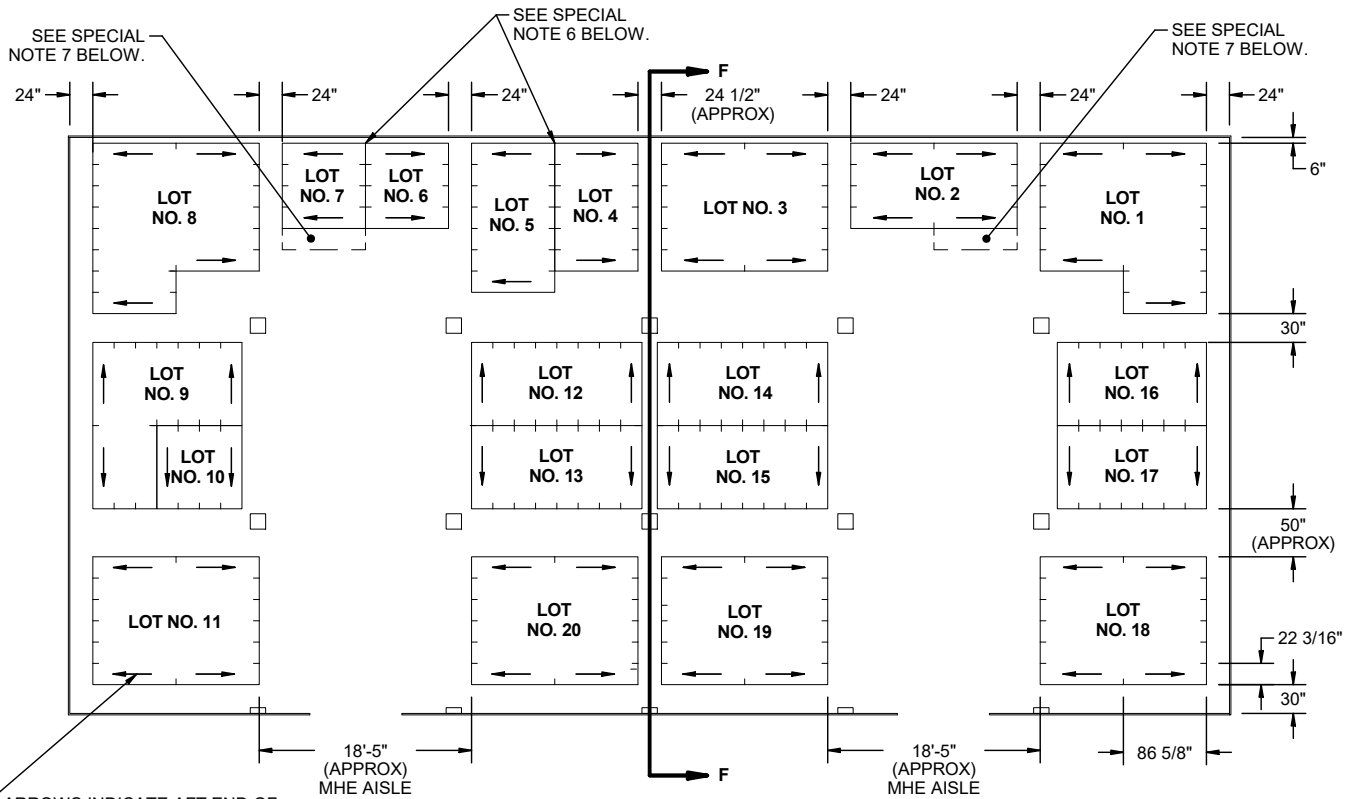 SEE SPECIAL
NOTE 7 BELOW.
SEE SPECIAL
NOTE 6 BELOW.
SEE SPECIAL
NOTE 7 BELOW.
F
24"
24"
24"
24 1/2"
(APPROX)
24"
24"
24"
6"
LOT
NO. 8
LOT
NO. 7
LOT
NO. 6
LOT
NO. 5
LOT
NO. 4
LOT NO. 3
LOT
NO. 2
LOT
NO. 1
30"
LOT
NO. 9
LOT
NO. 10
LOT
NO. 12
LOT
NO. 13
LOT
NO. 14
LOT
NO. 15
LOT
NO. 16
LOT
NO. 17
50"
(APPROX)
LOT NO. 11
LOT
NO. 20
LOT
NO. 19
LOT
NO. 18
22 3/16"
30"
18'-5"
(APPROX)
MHE AISLE
F
18'-5"
(APPROX)
MHE AISLE
86 5/8"
ARROWS INDICATE AFT END OF